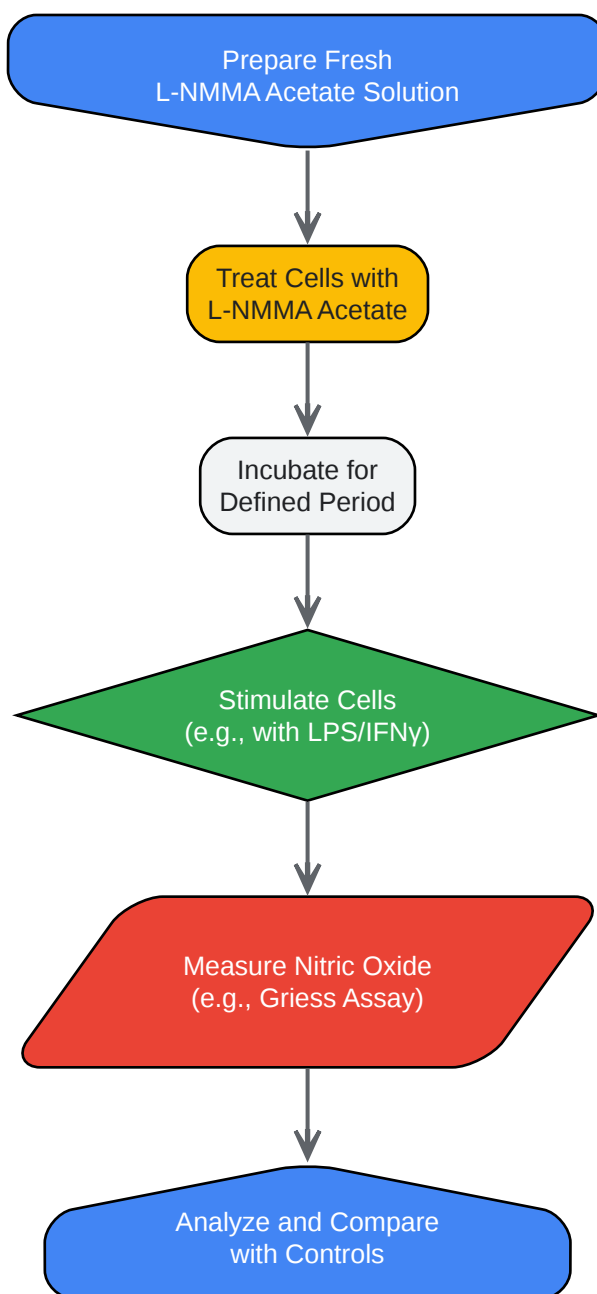 Prepare Fresh
L-NMMA Acetate Solution
Treat Cells with
L-NMMA Acetate
Incubate for
Defined Period
Stimulate Cells
(e.g., with LPS/IFNγ)
Measure Nitric Oxide
(e.g., Griess Assay)
Analyze and Compare
with Controls